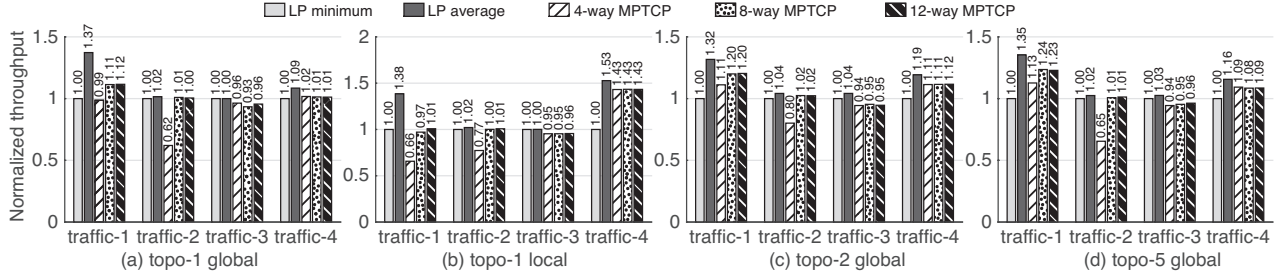 LP minimum LP average 4-way MPTCP 8-way MPTCP 12-way MPTCP
Normalized throughput
1.5
1
0.5
0
1.00 1.37 0.99 1.11 1.12
1.00 1.02 0.62 1.01 1.00
1.00 1.00 0.96 0.93 0.96
1.00 1.09 1.02 1.01 1.01
traffic-1 traffic-2 traffic-3 traffic-4
(a) topo-1 global
2
1.5
1
0.5
0
1.00 1.38 0.66 0.97 1.01
1.00 1.02 0.77 1.00 1.01
1.00 1.00 0.95 0.95 0.96
1.00 1.53 1.43 1.43 1.43
traffic-1 traffic-2 traffic-3 traffic-4
(b) topo-1 local
1.5
1
0.5
0
1.00 1.32 1.11 1.20 1.20
1.00 1.04 0.80 1.02 1.02
1.00 1.04 0.94 0.95 0.95
1.00 1.19 1.11 1.11 1.12
traffic-1 traffic-2 traffic-3 traffic-4
(c) topo-2 global
1.5
1
0.5
0
1.00 1.35 1.13 1.24 1.23
1.00 1.02 0.65 1.01 1.01
1.00 1.03 0.94 0.95 0.96
1.00 1.16 1.09 1.08 1.09
traffic-1 traffic-2 traffic-3 traffic-4
(d) topo-5 global